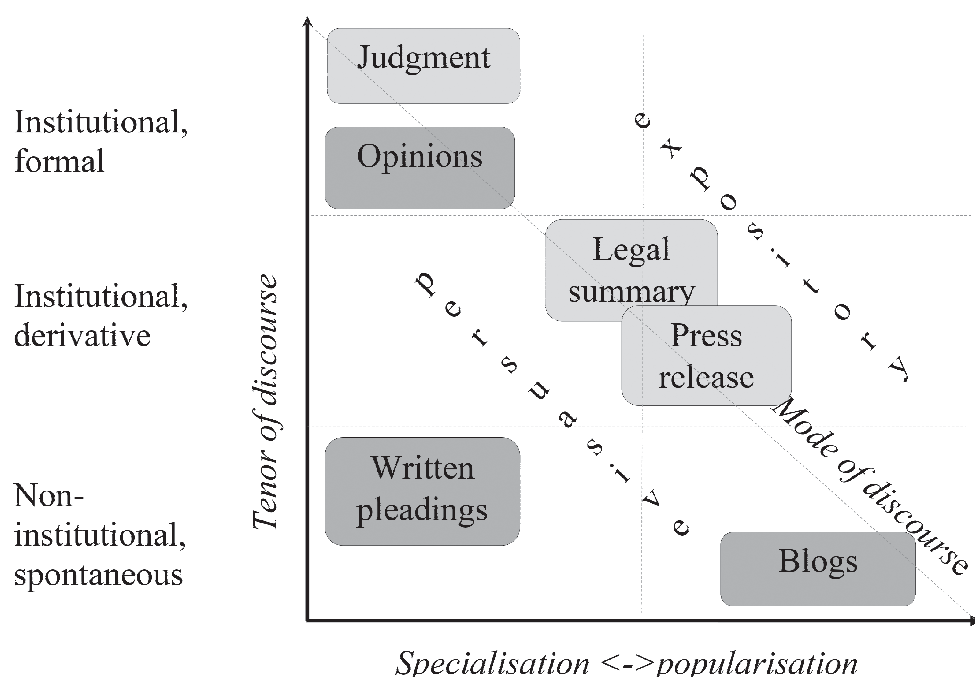 Judgment
Institutional,
formal
Opinions
expository
Legal
summary
Institutional,
derivative
persuasive
Press
release
Tenor of discourse
Mode of discourse
Written
pleadings
Non-
institutional,
spontaneous
Blogs
Specialisation <->popularisation